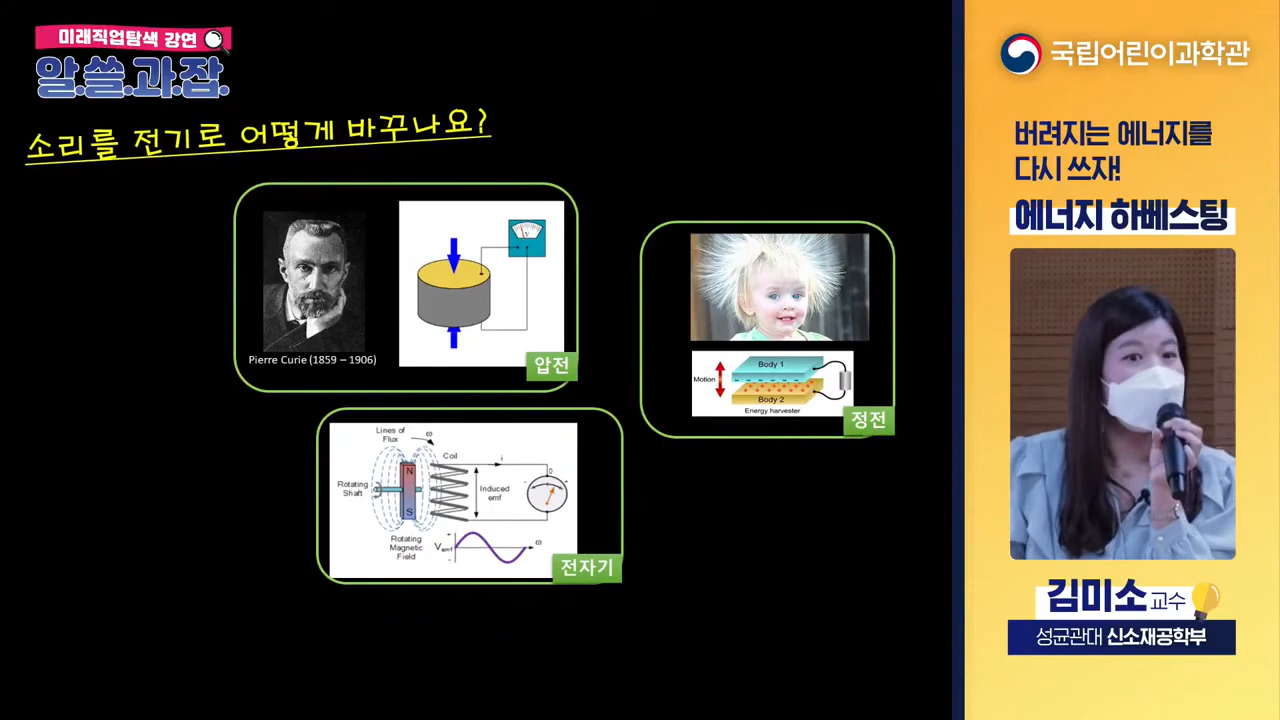 미래직업탐색 강연
알.쓸.과.잡.
소리를 전기로 어떻게 바꾸나요?
Pierre Curie (1859 – 1906)
V
압전
Body 1
Motion
Body 2
Energy harvester
정전
Lines of
Flux
ω
Coil
i
N
S
0
- +
Rotating
Shaft
Induced
emf
Rotating
Magnetic
Field
+
Vemf
-
ω
전자기
국립어린이과학관
버려지는 에너지를
다시 쓰자!
에너지 하베스팅
김미소 교수
성균관대 신소재공학부